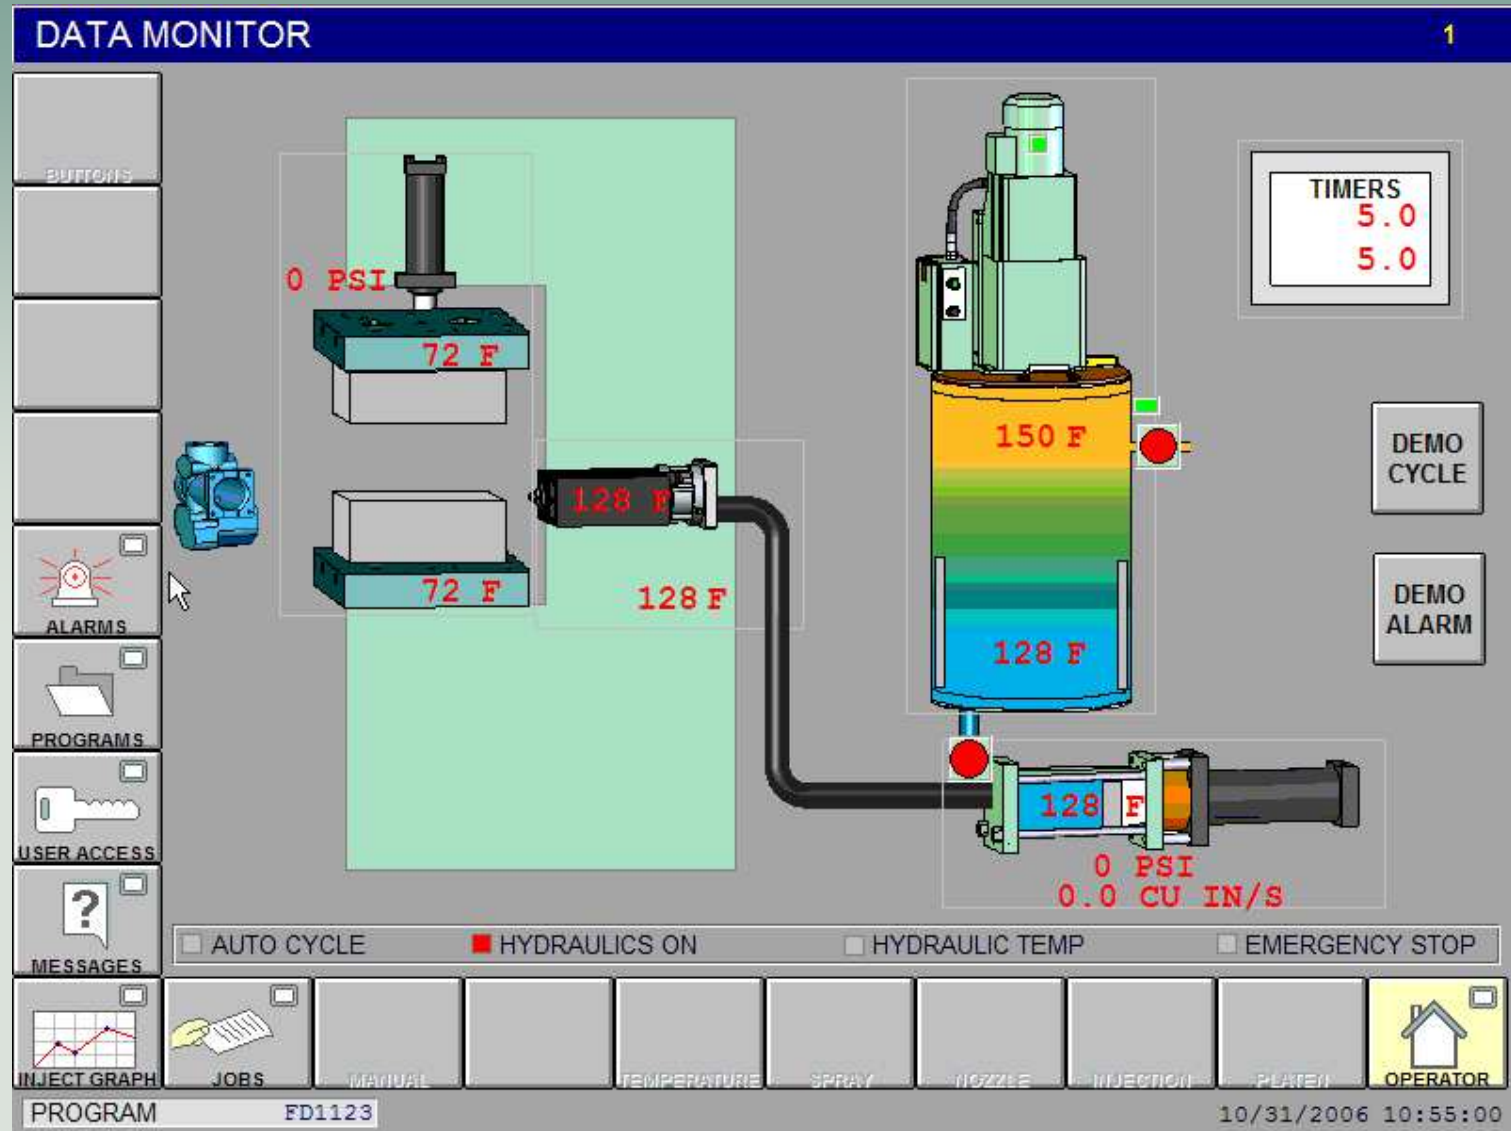 DATA MONITOR
1
BUTTONS
TIMERS
5.0
5.0
0 PSI
72 F
150 F
DEMO
CYCLE
128 F
72 F
128 F
DEMO
ALARM
128 F
ALARMS
PROGRAMS
128 F
USER ACCESS
0 PSI
0.0 CU IN/S
?
MESSAGES
AUTO CYCLE
HYDRAULICS ON
HYDRAULIC TEMP
EMERGENCY STOP
INJECT GRAPH
JOBS
MANUAL
TEMPERATURE
SPRAY
NOZZLE
INJECTION
PLATEN
OPERATOR
PROGRAM FD1123
10/31/2006 10:55:00